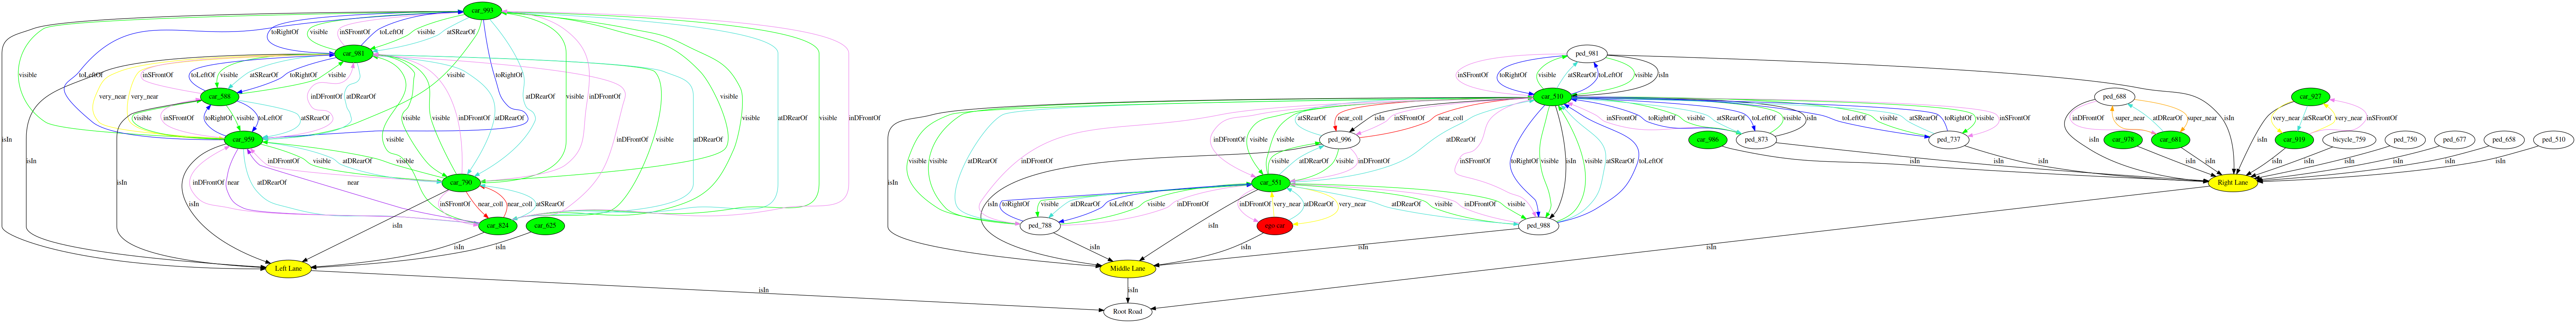 car_993
toRightOf
visible
inSFrontOf
toLeftOf
visible
atSRearOf
car_981
ped_981
visible
toLeftOf
very_near
very_near
inSFrontOf
toLeftOf
visible
atSRearOf
toRightOf
visible
inDFrontOf
atDRearOf
visible
toRightOf
atDRearOf
visible
inDFrontOf
visible
visible
atDRearOf
visible
inDFrontOf
inSFrontOf
toRightOf
visible
atSRearOf
toLeftOf
visible
isIn
car_588
car_510
ped_688
car_927
visible
inSFrontOf
toRightOf
visible
toLeftOf
atSRearOf
visible
visible
inDFrontOf
atDRearOf
atSRearOf
near_coll
isIn
inSFrontOf
near_coll
inSFrontOf
toRightOf
visible
atSRearOf
toLeftOf
visible
isIn
toLeftOf
visible
atSRearOf
toRightOf
visible
inSFrontOf
inDFrontOf
super_near
atDRearOf
super_near
isIn
isIn
very_near
atSRearOf
very_near
inSFrontOf
isIn
isIn
isIn
car_959
ped_996
car_986
ped_873
ped_737
car_978
car_681
car_919
bicycle_759
ped_750
ped_677
ped_658
ped_510
inDFrontOf
visible
atDRearOf
visible
visible
visible
atDRearOf
inDFrontOf
inDFrontOf
visible
visible
atDRearOf
visible
inDFrontOf
atDRearOf
inSFrontOf
toRightOf
visible
isIn
visible
atSRearOf
toLeftOf
isIn
isIn
isIn
isIn
isIn
isIn
isIn
isIn
isIn
isIn
isIn
car_790
car_551
Right Lane
isIn
inDFrontOf
near
atDRearOf
near
inSFrontOf
near_coll
near_coll
atSRearOf
isIn
isIn
toRightOf
visible
atDRearOf
toLeftOf
visible
inDFrontOf
isIn
inDFrontOf
very_near
atDRearOf
very_near
atDRearOf
visible
inDFrontOf
visible
car_824
car_625
ped_788
ego car
ped_988
isIn
isIn
isIn
isIn
isIn
isIn
Left Lane
Middle Lane
isIn
isIn
Root Road